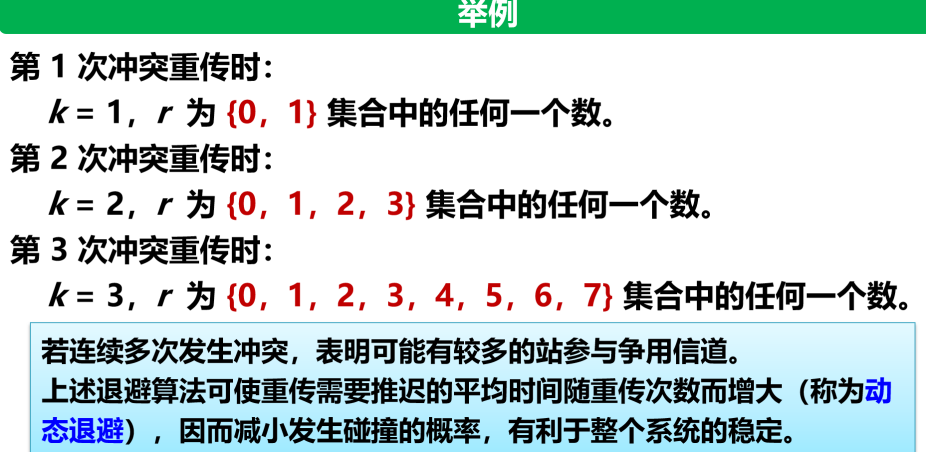 举例
第 1 次冲突重传时：
k = 1，r 为 {0，1} 集合中的任何一个数。
第 2 次冲突重传时：
k = 2，r 为 {0，1，2，3} 集合中的任何一个数。
第 3 次冲突重传时：
k = 3，r 为 {0，1，2，3，4，5，6，7} 集合中的任何一个数。
若连续多次发生冲突，表明可能有较多的站参与争用信道。
上述退避算法可使重传需要推迟的平均时间随重传次数而增大（称为动
态退避），因而减小发生碰撞的概率，有利于整个系统的稳定。